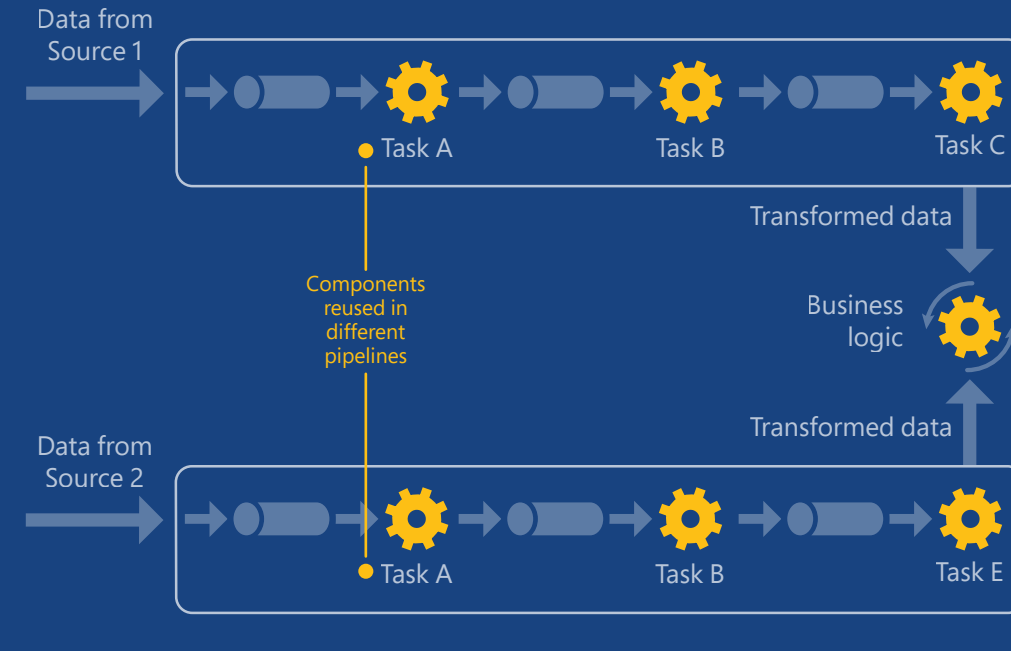 Data from
Source 1
Task A
Task B
Task C
Transformed data
Components
reused in
different
pipelines
Business
logic
Transformed data
Data from
Source 2
Task A
Task B
Task E